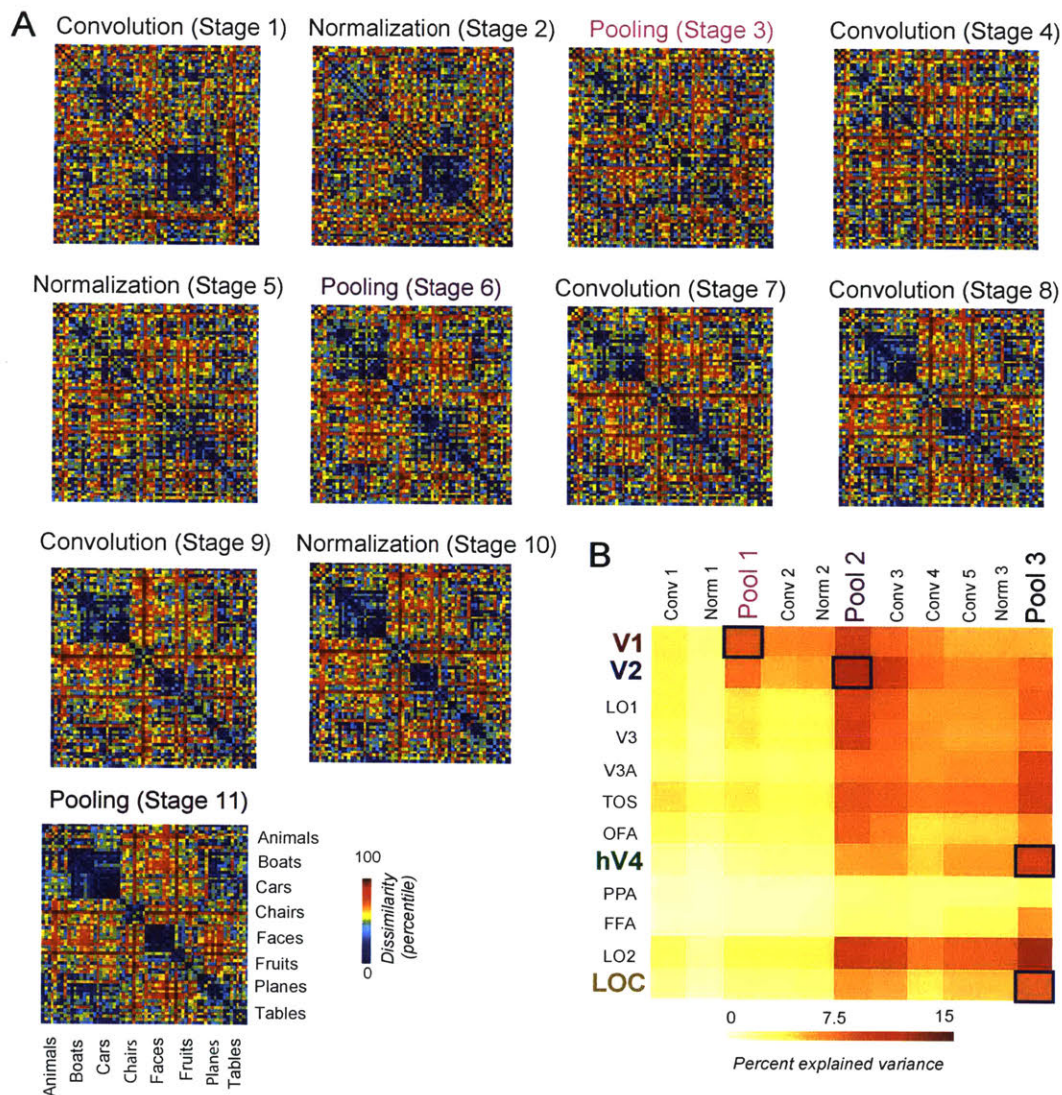 A
Convolution (Stage 1)
Normalization (Stage 2)
Pooling (Stage 3)
Convolution (Stage 4)
Normalization (Stage 5)
Pooling (Stage 6)
Convolution (Stage 7)
Convolution (Stage 8)
Convolution (Stage 9)
Normalization (Stage 10)
Pooling (Stage 11)
Animals
Boats
Cars
Chairs
Faces
Fruits
Planes
Tables
Animals
Boats
Cars
Chairs
Faces
Fruits
Planes
Tables
100
0
Dissimilarity
(percentile)
B
Conv 1
Norm 1
Pool 1
Conv 2
Norm 2
Pool 2
Conv 3
Conv 4
Conv 5
Norm 3
Pool 3
V1
V2
LO1
V3
V3A
TOS
OFA
hV4
PPA
FFA
LO2
LOC
0 7.5 15
Percent explained variance